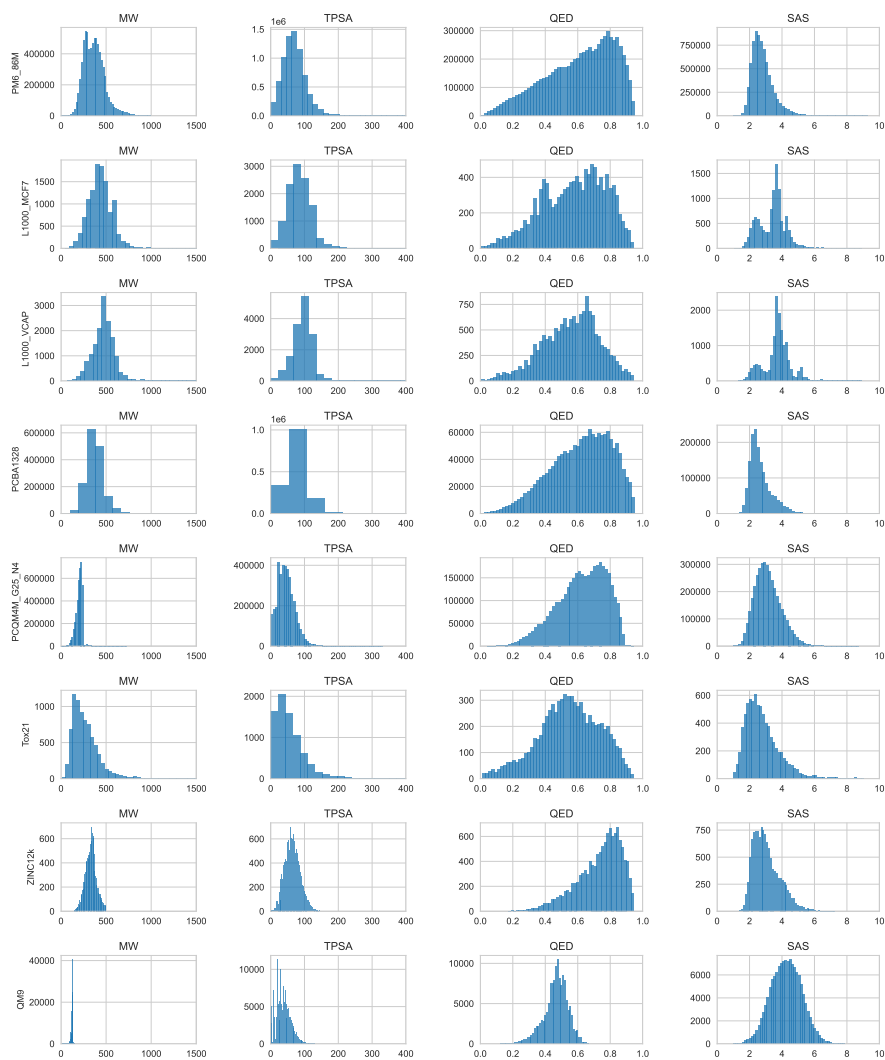 MW TPSA QED SAS
PM6_86M
400000
200000
0
0 500 1000 1500
1e6
1.5
1.0
0.5
0.0
0 100 200 300 400
300000
200000
100000
0
0.0 0.2 0.4 0.6 0.8 1.0
750000
500000
250000
0
0 2 4 6 8 10
MW TPSA QED SAS
L1000_MCF7
1500
1000
500
0
0 500 1000 1500
3000
2000
1000
0
0 100 200 300 400
400
200
0
0.0 0.2 0.4 0.6 0.8 1.0
1500
1000
500
0
0 2 4 6 8 10
MW TPSA QED SAS
L1000_VCAP
3000
2000
1000
0
0 500 1000 1500
4000
2000
0
0 100 200 300 400
750
500
250
0
0.0 0.2 0.4 0.6 0.8 1.0
2000
1000
0
0 2 4 6 8 10
MW TPSA QED SAS
PCBA1328
600000
400000
200000
0
0 500 1000 1500
1e6
1.0
0.5
0.0
0 100 200 300 400
60000
40000
20000
0
0.0 0.2 0.4 0.6 0.8 1.0
200000
100000
0
0 2 4 6 8 10
MW TPSA QED SAS
PCQM4M_G25_N4
600000
400000
200000
0
0 500 1000 1500
400000
200000
0
0 100 200 300 400
150000
100000
50000
0
0.0 0.2 0.4 0.6 0.8 1.0
300000
200000
100000
0
0 2 4 6 8 10
MW TPSA QED SAS
Tox21
1000
500
0
0 500 1000 1500
2000
1000
0
0 100 200 300 400
300
200
100
0
0.0 0.2 0.4 0.6 0.8 1.0
600
400
200
0
0 2 4 6 8 10
MW TPSA QED SAS
ZINC12k
600
400
200
0
0 500 1000 1500
600
400
200
0
0 100 200 300 400
600
400
200
0
0.0 0.2 0.4 0.6 0.8 1.0
750
500
250
0
0 2 4 6 8 10
MW TPSA QED SAS
QM9
40000
20000
0
0 500 1000 1500
10000
5000
0
0 100 200 300 400
10000
5000
0
0.0 0.2 0.4 0.6 0.8 1.0
6000
4000
2000
0
0 2 4 6 8 10